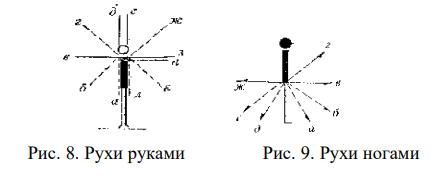 д с
г ж
в з
и
б к
а л
г
ж в
е б
д а
Рис. 8. Рухи руками Рис. 9. Рухи ногами